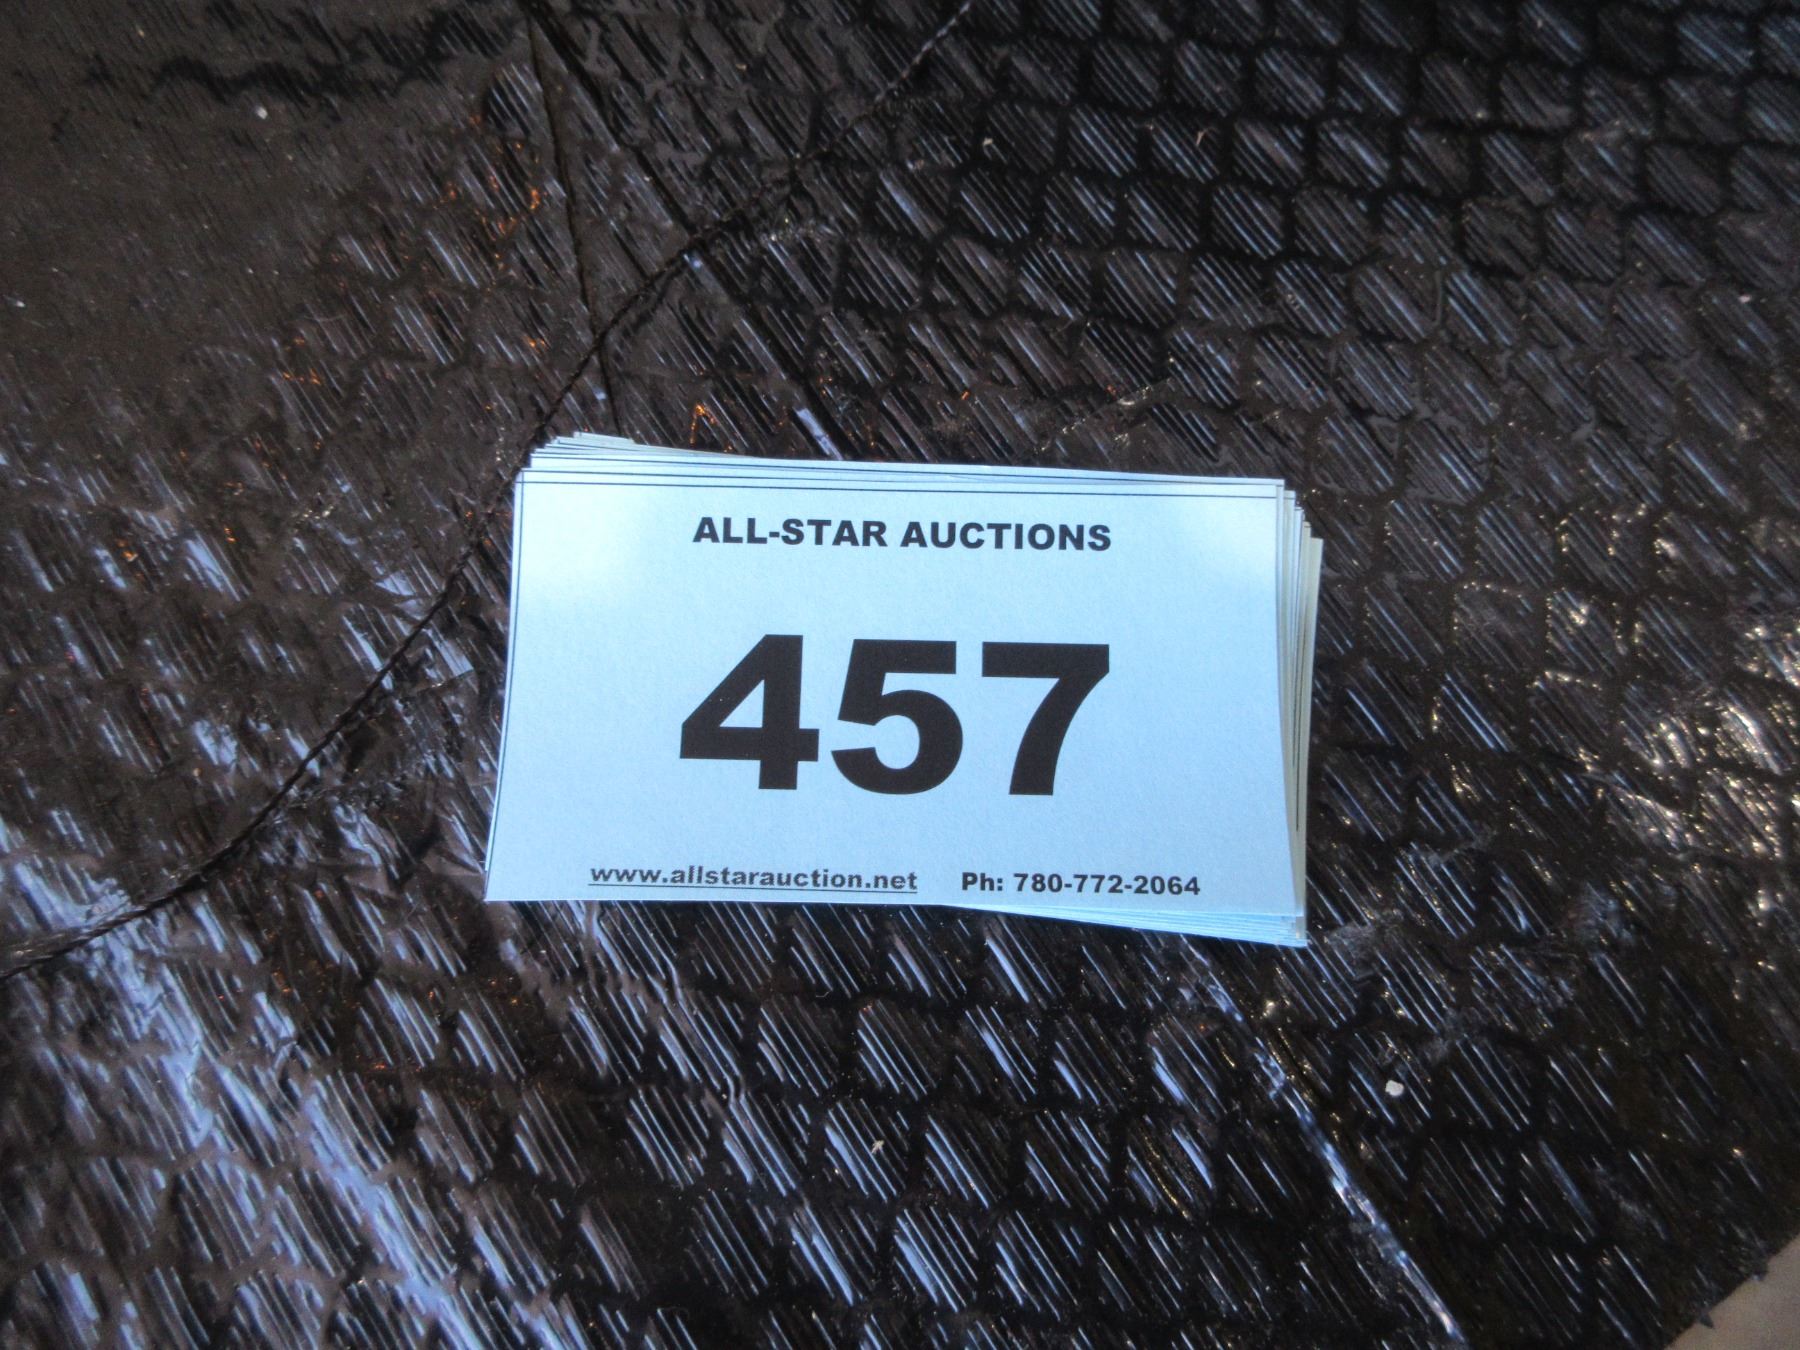 ALL-STAR AUCTIONS
457
www.allstarauction.net Ph: 780-772-2064